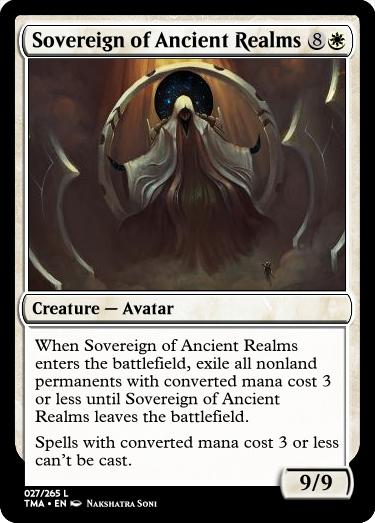 Sovereign of Ancient Realms 8
Creature — Avatar
When Sovereign of Ancient Realms
enters the battlefield, exile all nonland
permanents with converted mana cost 3
or less until Sovereign of Ancient
Realms leaves the battlefield.
Spells with converted mana cost 3 or less
can't be cast.
9/9
027/265 L
TMA • EN Nakshatra Soni